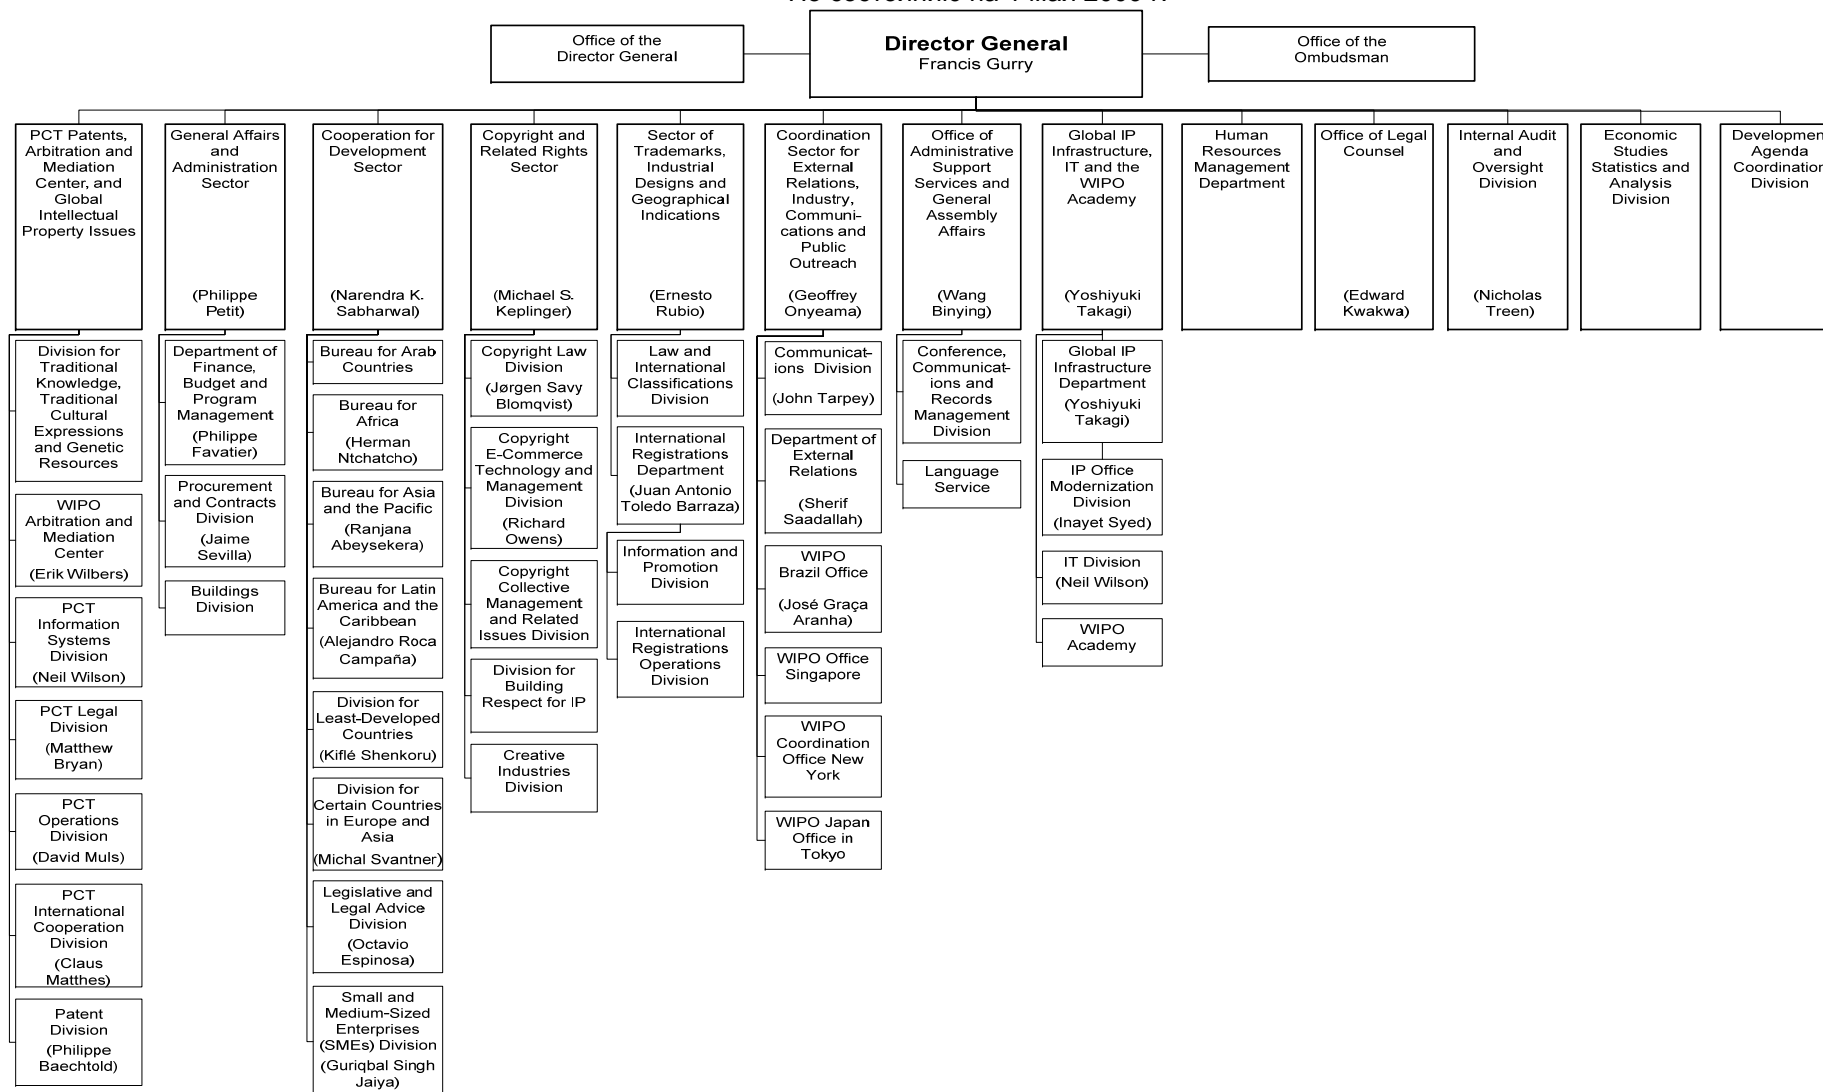 Director General
Francis Gurry
Office of the
Director General
Office of the
Ombudsman
PCT Patents,
Arbitration and
Mediation
Center, and
Global
Intellectual
Property Issues
General Affairs
and
Administration
Sector
(Philippe
Petit)
Cooperation for
Development
Sector
(Narendra K.
Sabharwal)
Copyright and
Related Rights
Sector
(Michael S.
Keplinger)
Sector of
Trademarks,
Industrial
Designs and
Geographical
Indications
(Ernesto
Rubio)
Coordination
Sector for
External
Relations,
Industry,
Communi-
cations and
Public
Outreach
(Geoffrey
Onyeama)
Office of
Administrative
Support
Services and
General
Assembly
Affairs
(Wang
Binying)
Global IP
Infrastructure,
IT and the
WIPO
Academy
(Yoshiyuki
Takagi)
Human
Resources
Management
Department
Office of Legal
Counsel
(Edward
Kwakwa)
Internal Audit
and
Oversight
Division
(Nicholas
Treen)
Economic
Studies
Statistics and
Analysis
Division
Developmen
Agenda
Coordination
Division
Division for
Traditional
Knowledge,
Traditional
Cultural
Expressions
and Genetic
Resources
WIPO
Arbitration and
Mediation
Center
(Erik Wilbers)
PCT
Information
Systems
Division
(Neil Wilson)
PCT Legal
Division
(Matthew
Bryan)
PCT
Operations
Division
(David Muls)
PCT
International
Cooperation
Division
(Claus
Matthes)
Patent
Division
(Philippe
Baechtold)
Department of
Finance,
Budget and
Program
Management
(Philippe
Favatier)
Procurement
and Contracts
Division
(Jaime
Sevilla)
Buildings
Division
Bureau for Arab
Countries
Bureau for
Africa
(Herman
Ntchatcho)
Bureau for Asia
and the Pacific
(Ranjana
Abeysekera)
Bureau for Latin
America and the
Caribbean
(Alejandro Roca
Campaña)
Division for
Least-Developed
Countries
(Kiflé Shenkoru)
Division for
Certain Countries
in Europe and
Asia
(Michal Svantner)
Legislative and
Legal Advice
Division
(Octavio
Espinosa)
Small and
Medium-Sized
Enterprises
(SMEs) Division
(Guriqbal Singh
Jaiya)
Copyright Law
Division
(Jørgen Savy
Blomqvist)
Copyright
E-Commerce
Technology and
Management
Division
(Richard
Owens)
Copyright
Collective
Management
and Related
Issues Division
Division for
Building
Respect for IP
Creative
Industries
Division
Law and
International
Classifications
Division
International
Registrations
Department
(Juan Antonio
Toledo Barraza)
Information and
Promotion
Division
International
Registrations
Operations
Division
Communicat-
ions Division
(John Tarpey)
Department of
External
Relations
(Sherif
Saadallah)
WIPO
Brazil Office
(José Graça
Aranha)
WIPO Office
Singapore
WIPO
Coordination
Office New
York
WIPO Japan
Office in
Tokyo
Conference,
Communicat-
ions and
Records
Management
Division
Language
Service
Global IP
Infrastructure
Department
(Yoshiyuki
Takagi)
IP Office
Modernization
Division
(Inayet Syed)
IT Division
(Neil Wilson)
WIPO
Academy